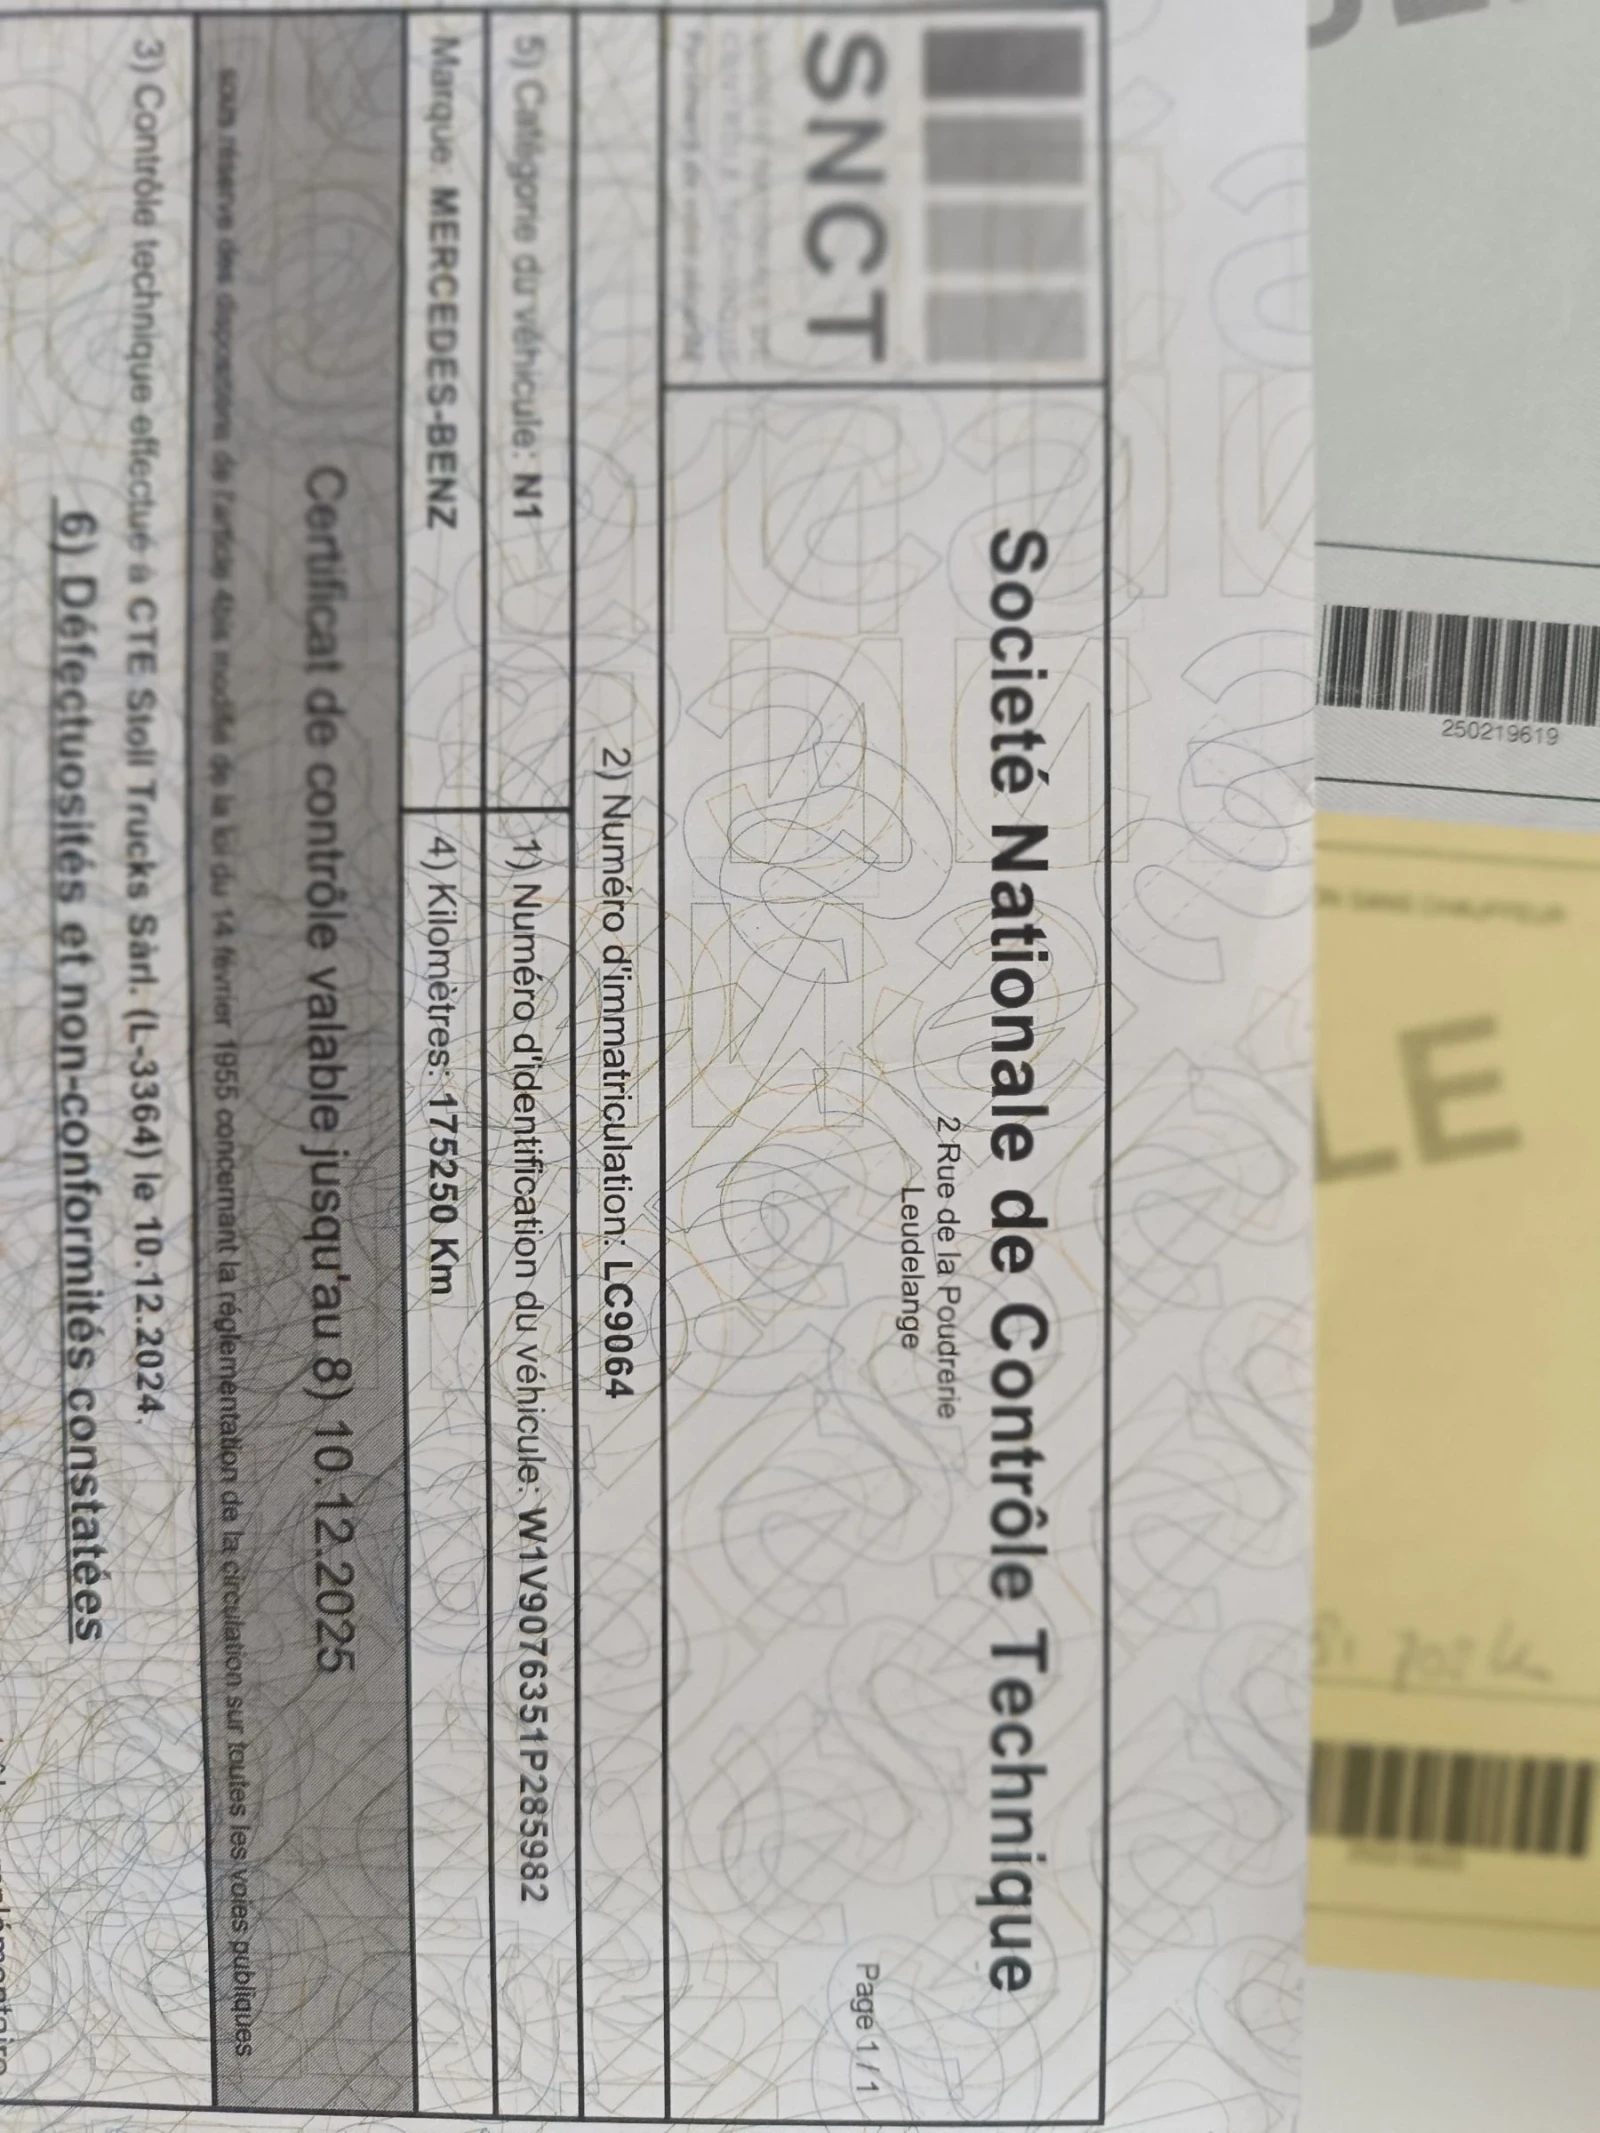 SNCT
Societé Nationale de Contrôle Technique
2 Rue de la Poudrerie
Leudelange
Page 1 / 1
2) Numéro d'immatriculation: LC9064
5) Catégorie du véhicule: N1
1) Numéro d'identification du véhicule: W1V9076351P285982
Marque: MERCEDES-BENZ
4) Kilomètres: 175250 Km
Certificat de contrôle valable jusqu'au 8) 10.12.2025
sous réserve des dispositions de l'article 4bis modifié de la loi du 14 février 1955 concernant la réglementation de la circulation sur toutes les voies publiques
3) Contrôle technique effectué à CTE Stoll Trucks Sàrl. (L-3364) le 10.12.2024.
6) Défectuosités et non-conformités constatées
250219619
SANS CHAUFFEUR
E